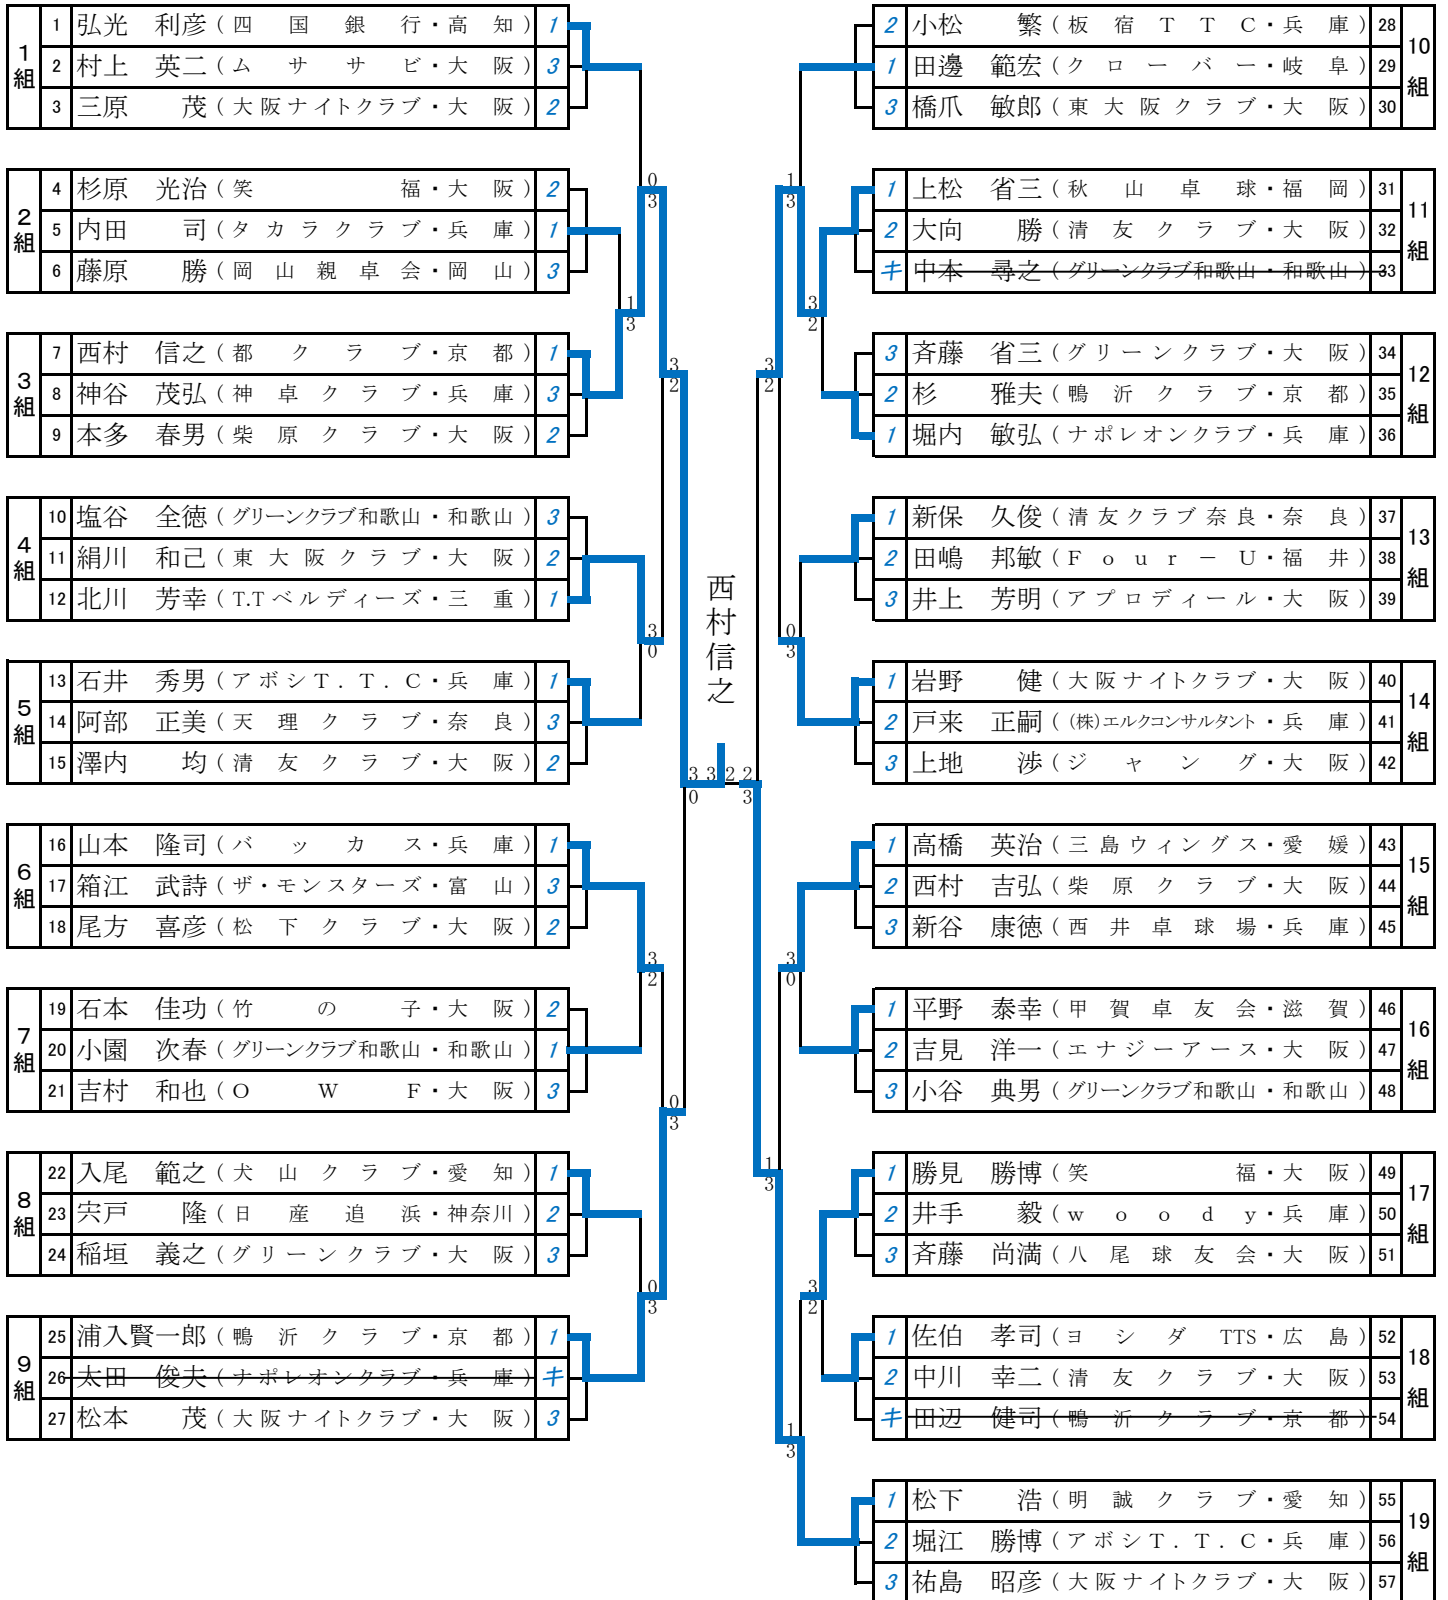 1組
1 弘光 利彦（四国銀行・高知） 1
2 村上 英二（ムササビ・大阪） 3
3 三原 茂（大阪ナイトクラブ・大阪） 2
2組
4 杉原 光治（笑福・大阪） 2
5 内田 司（タカラクラブ・兵庫） 1
6 藤原 勝（岡山親卓会・岡山） 3
3組
7 西村 信之（都クラブ・京都） 1
8 神谷 茂弘（神卓クラブ・兵庫） 3
9 本多 春男（柴原クラブ・大阪） 2
4組
10 塩谷 全徳（グリーンクラブ和歌山・和歌山） 3
11 絹川 和己（東大阪クラブ・大阪） 2
12 北川 芳幸（T.Tベルディーズ・三重） 1
5組
13 石井 秀男（アボシT．T．C・兵庫） 1
14 阿部 正美（天理クラブ・奈良） 3
15 澤内 均（清友クラブ・大阪） 2
6組
16 山本 隆司（バッカス・兵庫） 1
17 箱江 武詩（ザ・モンスターズ・富山） 3
18 尾方 喜彦（松下クラブ・大阪） 2
7組
19 石本 佳功（竹の子・大阪） 2
20 小園 次春（グリーンクラブ和歌山・和歌山） 1
21 吉村 和也（OWF・大阪） 3
8組
22 入尾 範之（犬山クラブ・愛知） 1
23 宍戸 隆（日産追浜・神奈川） 2
24 稲垣 義之（グリーンクラブ・大阪） 3
9組
25 浦入賢一郎（鴨沂クラブ・京都） 1
26 太田 俊夫（ナポレオンクラブ・兵庫） キ
27 松本 茂（大阪ナイトクラブ・大阪） 3
0
3
1
3
3
2
3
0
3
0
3
2
0
3
0
3
西村信之
3 2
2
3
1
3
3
2
3
2
0
3
3
0
1
3
3
2
1
3
10組
2 小松 繁（板宿TTC・兵庫） 28
1 田邊 範宏（クローバー・岐阜） 29
3 橋爪 敏郎（東大阪クラブ・大阪） 30
11組
1 上松 省三（秋山卓球・福岡） 31
2 大向 勝（清友クラブ・大阪） 32
キ 中本 尋之（グリーンクラブ和歌山・和歌山） 33
12組
3 斉藤 省三（グリーンクラブ・大阪） 34
2 杉 雅夫（鴨沂クラブ・京都） 35
1 堀内 敏弘（ナポレオンクラブ・兵庫） 36
13組
1 新保 久俊（清友クラブ奈良・奈良） 37
2 田嶋 邦敏（Four－U・福井） 38
3 井上 芳明（アプロディール・大阪） 39
14組
1 岩野 健（大阪ナイトクラブ・大阪） 40
2 戸来 正嗣（(株)エルクコンサルタント・兵庫） 41
3 上地 渉（ジャング・大阪） 42
15組
1 高橋 英治（三島ウィングス・愛媛） 43
2 西村 吉弘（柴原クラブ・大阪） 44
3 新谷 康徳（西井卓球場・兵庫） 45
16組
1 平野 泰幸（甲賀卓友会・滋賀） 46
2 吉見 洋一（エナジーアース・大阪） 47
3 小谷 典男（グリーンクラブ和歌山・和歌山） 48
17組
1 勝見 勝博（笑福・大阪） 49
2 井手 毅（woody・兵庫） 50
3 斉藤 尚満（八尾球友会・大阪） 51
18組
1 佐伯 孝司（ヨシダTTS・広島） 52
2 中川 幸二（清友クラブ・大阪） 53
キ 田辺 健司（鴨沂クラブ・京都） 54
19組
1 松下 浩（明誠クラブ・愛知） 55
2 堀江 勝博（アボシT．T．C・兵庫） 56
3 祐島 昭彦（大阪ナイトクラブ・大阪） 57